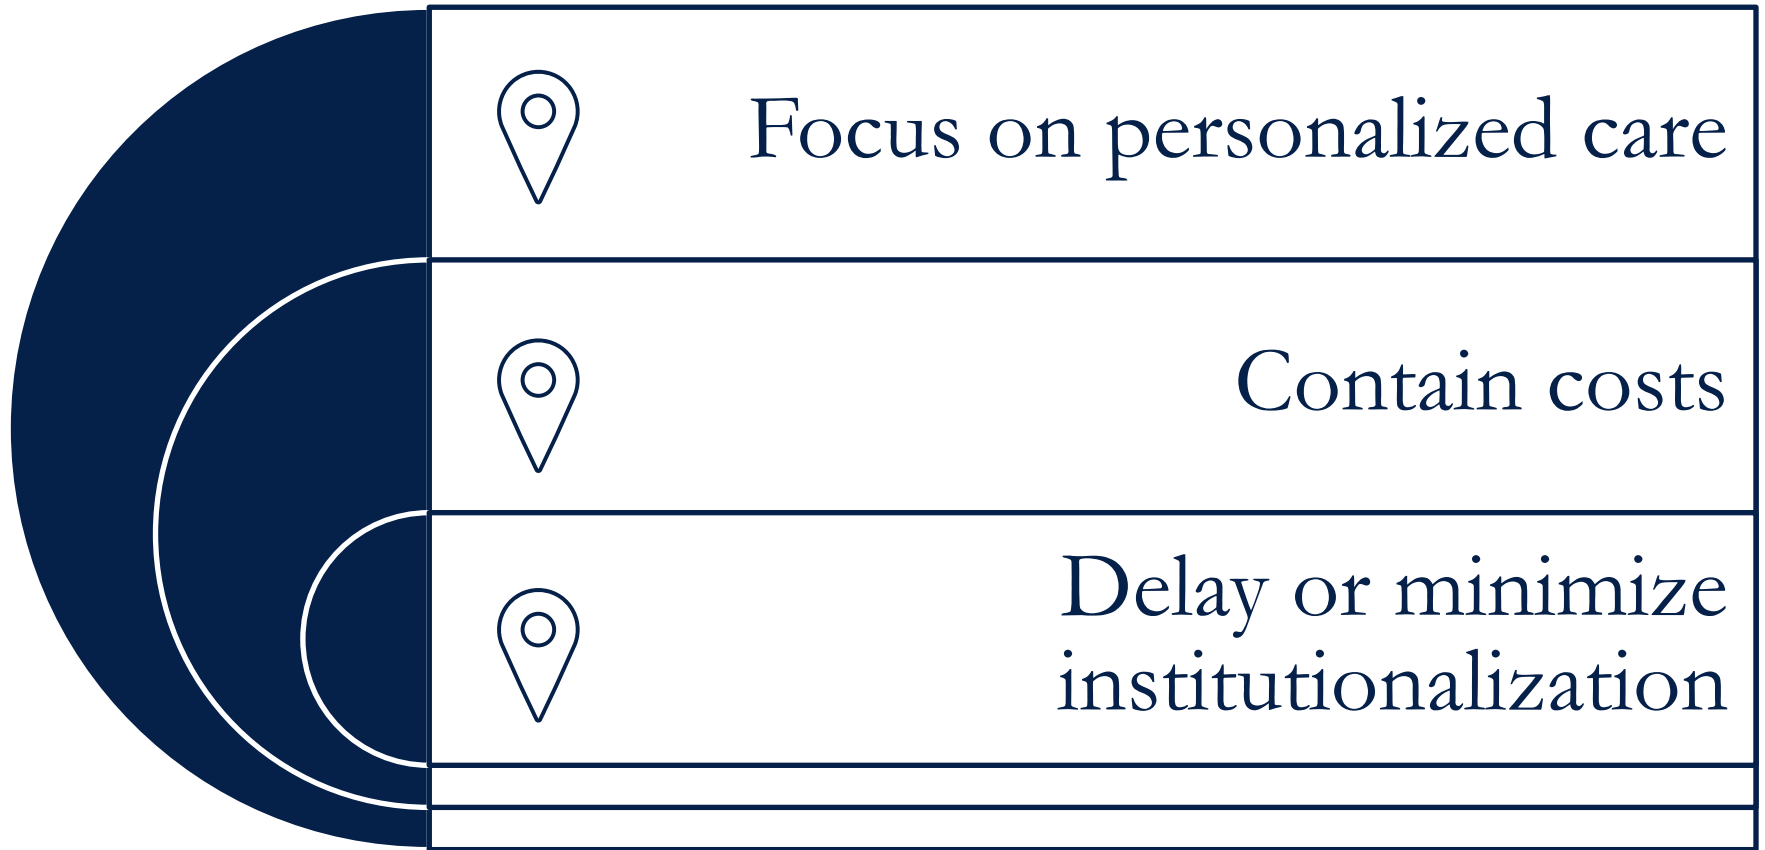 Focus on personalized care
Contain costs
Delay or minimize
institutionalization